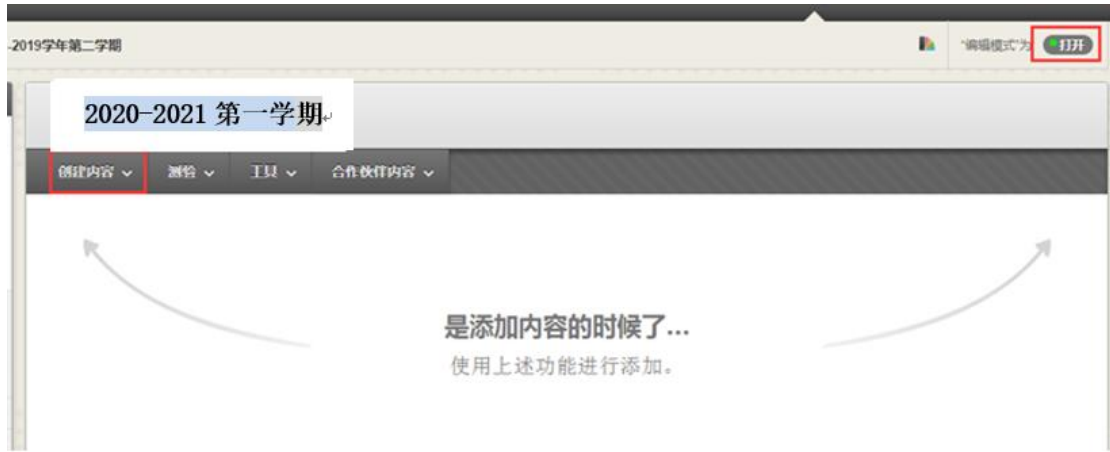 -2019学年第二学期
"编辑模式"为 打开
2020-2021 第一学期
创建内容 测验 工具 合作伙伴内容
是添加内容的时候了...
使用上述功能进行添加。